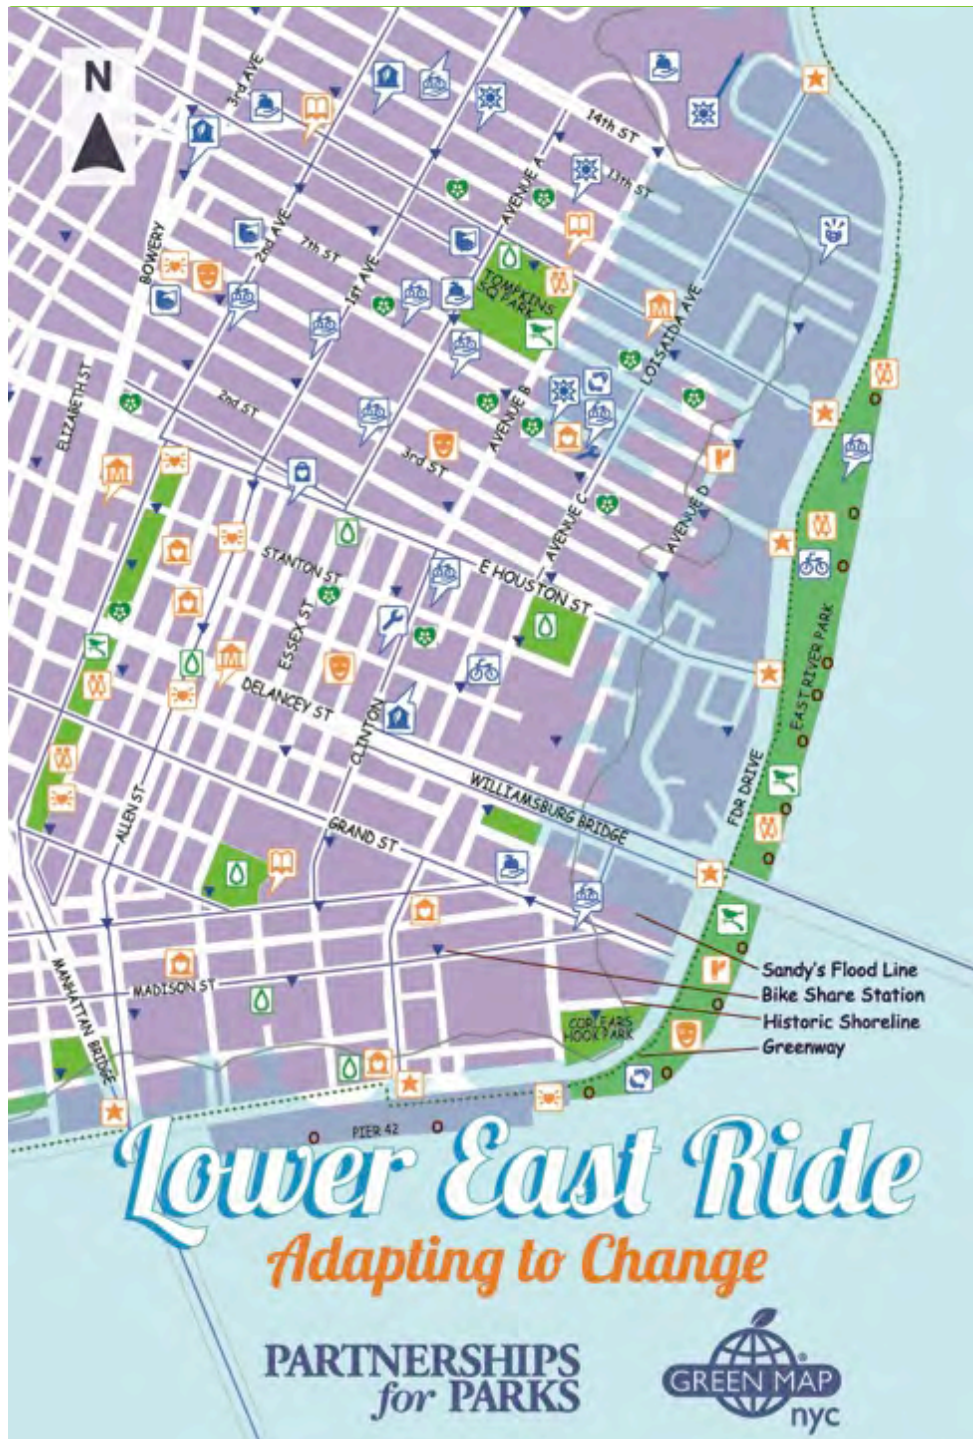 N
3rd AVE
14th ST
13th ST
AVENUE A
BOWERY
2nd AVE
7th ST
1st AVE
TOMPKINS
SQ PARK
LOISAIDA AVE
ELIZABETH ST
2nd ST
AVENUE B
3rd ST
AVENUE C
AVENUE D
STANTON ST
E HOUSTON ST
ESSEX ST
EAST RIVER PARK
DELANCEY ST
CLINTON
WILLIAMSBURG BRIDGE
FDR DRIVE
ALLEN ST
GRAND ST
MANHATTAN BRIDGE
MADISON ST
Sandy's Flood Line
Bike Share Station
Historic Shoreline
Greenway
CORLEARS
HOOK PARK
PIER 42
Lower East Ride
Adapting to Change
PARTNERSHIPS
for PARKS
GREEN MAP
®
nyc